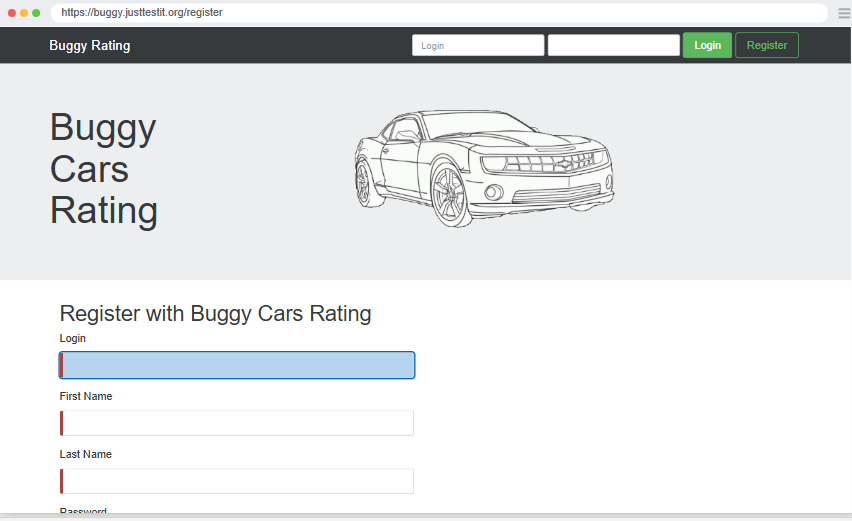 https://buggy.justtestit.org/register
Buggy Rating
Login
Login
Register
Buggy
Cars
Rating
Register with Buggy Cars Rating
Login
First Name
Last Name
Password